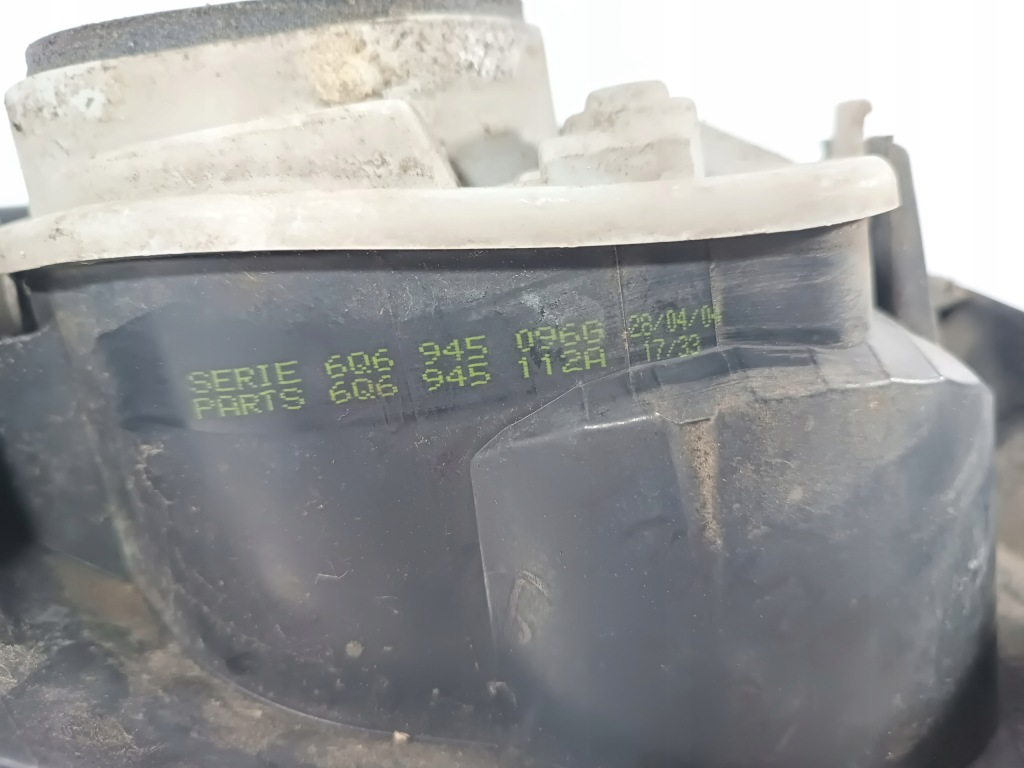 SERIE 6Q6 945 096G 28/04/04
PARTS 6Q6 945 112A 17/23